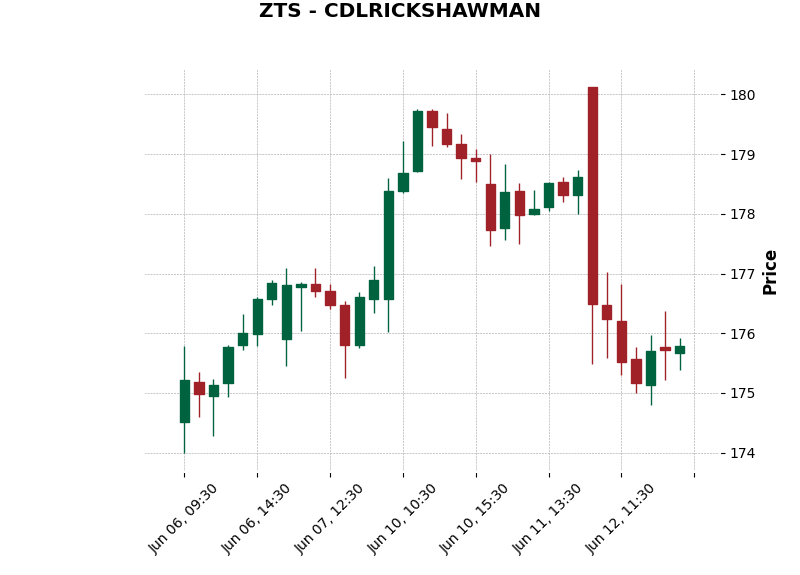 ZTS - CDLRICKSHAWMAN
180
179
178
177
176
175
174
Price
Jun 06, 09:30
Jun 06, 14:30
Jun 07, 12:30
Jun 10, 10:30
Jun 10, 15:30
Jun 11, 13:30
Jun 12, 11:30